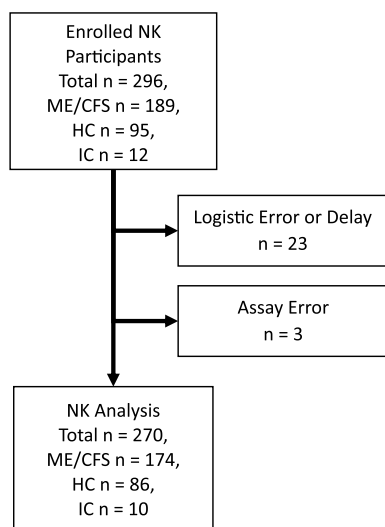 Enrolled NK
Participants
Total n = 296,
ME/CFS n = 189,
HC n = 95,
IC n = 12
Logistic Error or Delay
n = 23
Assay Error
n = 3
NK Analysis
Total n = 270,
ME/CFS n = 174,
HC n = 86,
IC n = 10